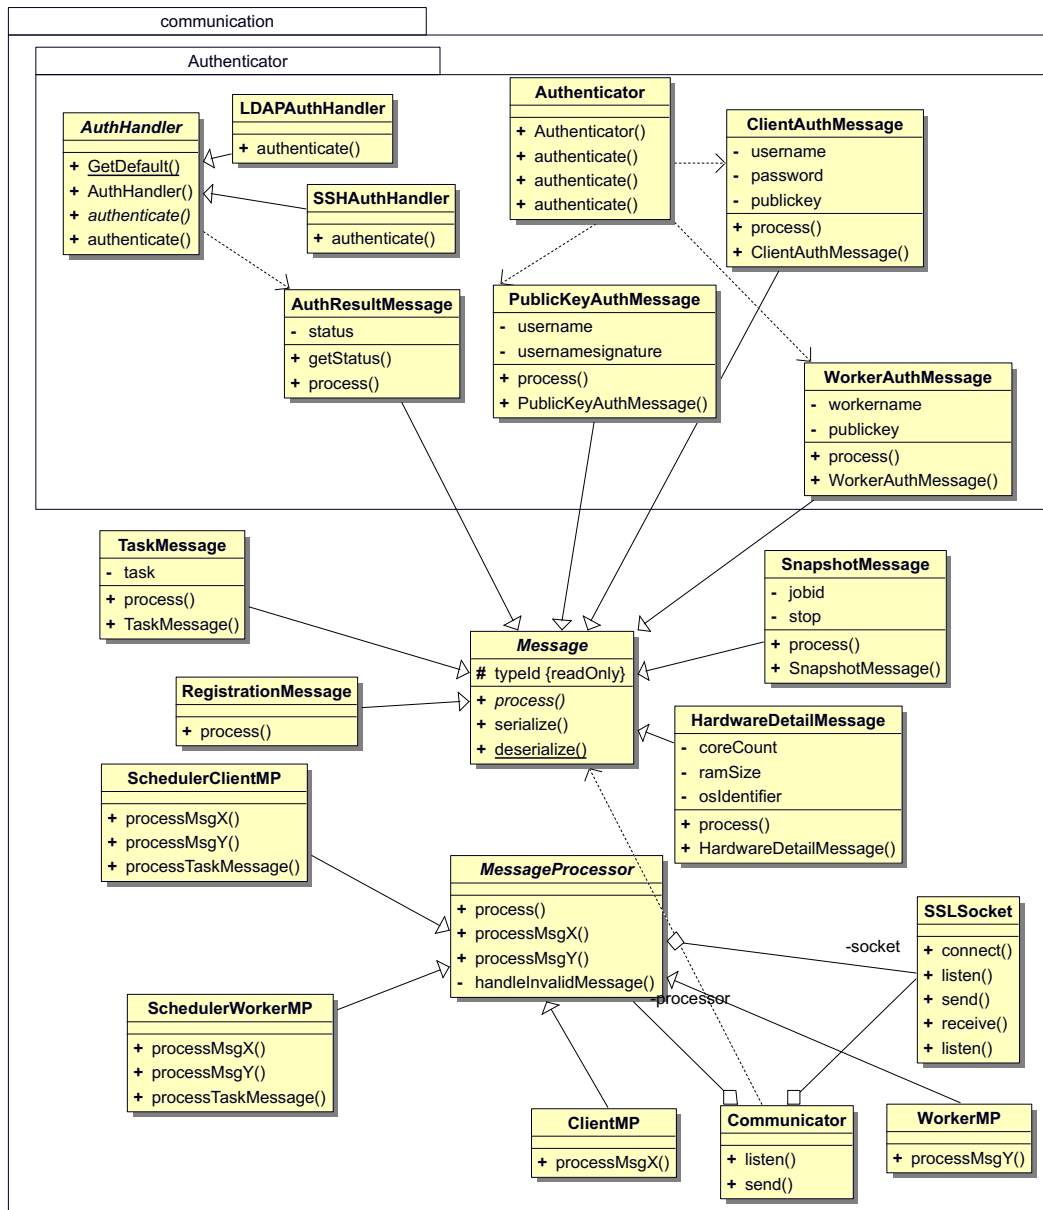 communication
Authenticator
AuthHandler
+ GetDefault()
+ AuthHandler()
+ authenticate()
+ authenticate()
LDAPAuthHandler
+ authenticate()
SSHAuthHandler
+ authenticate()
Authenticator
+ Authenticator()
+ authenticate()
+ authenticate()
+ authenticate()
ClientAuthMessage
- username
- password
- publickey
+ process()
+ ClientAuthMessage()
AuthResultMessage
- status
+ getStatus()
+ process()
PublicKeyAuthMessage
- username
- usernamesignature
+ process()
+ PublicKeyAuthMessage()
WorkerAuthMessage
- workername
- publickey
+ process()
+ WorkerAuthMessage()
TaskMessage
- task
+ process()
+ TaskMessage()
SnapshotMessage
- jobid
- stop
+ process()
+ SnapshotMessage()
Message
# typeId {readOnly}
+ process()
+ serialize()
+ deserialize()
RegistrationMessage
+ process()
HardwareDetailMessage
- coreCount
- ramSize
- osIdentifier
+ process()
+ HardwareDetailMessage()
SchedulerClientMP
+ processMsgX()
+ processMsgY()
+ processTaskMessage()
MessageProcessor
+ process()
+ processMsgX()
+ processMsgY()
- handleInvalidMessage()
SSLSocket
+ connect()
+ listen()
+ send()
+ receive()
+ listen()
-socket
-processor
SchedulerWorkerMP
+ processMsgX()
+ processMsgY()
+ processTaskMessage()
ClientMP
+ processMsgX()
Communicator
+ listen()
+ send()
WorkerMP
+ processMsgY()